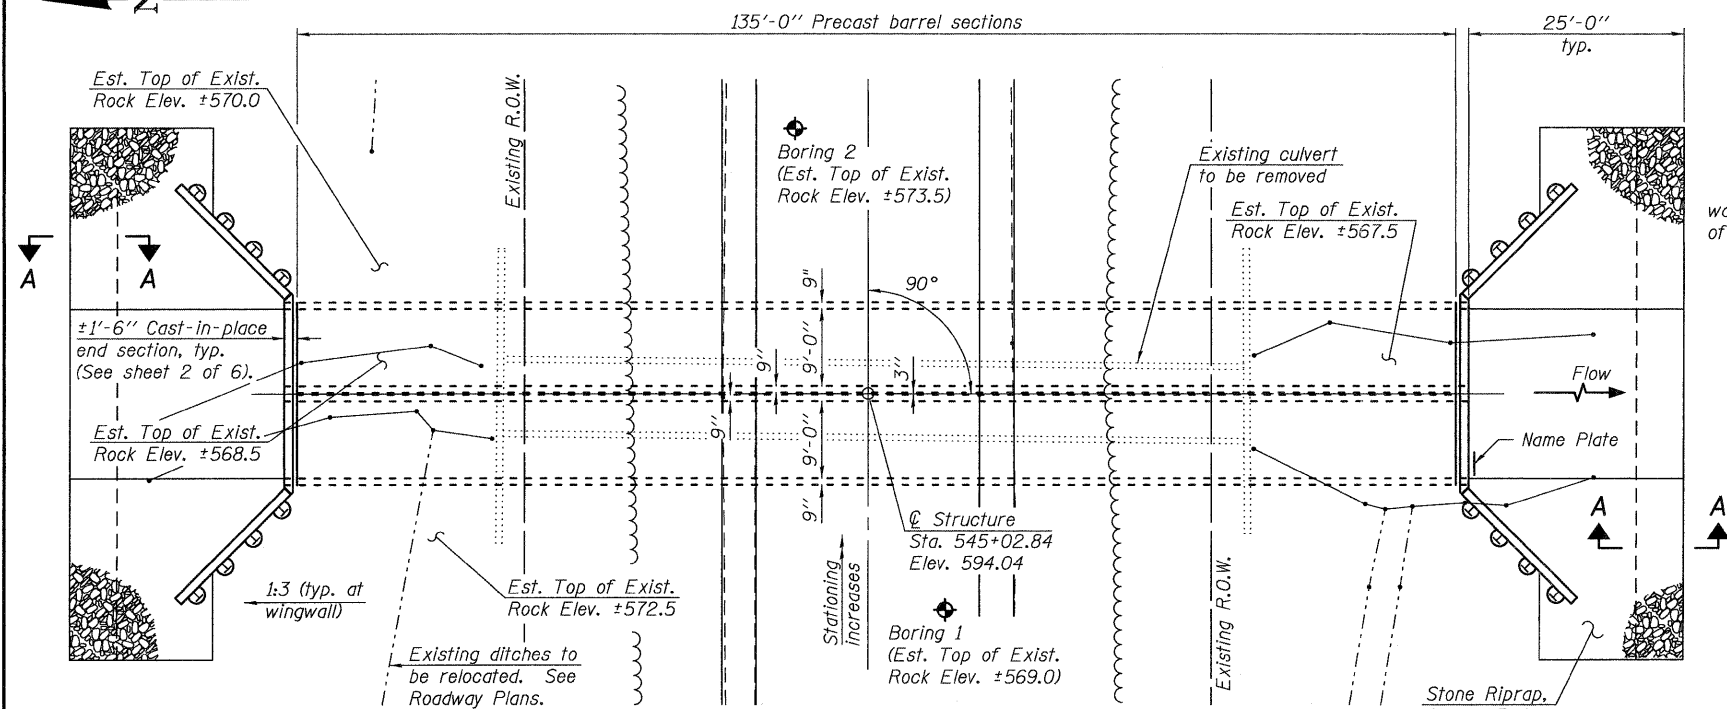 N
135'-0" Precast barrel sections
25'-0"
typ.
Est. Top of Exist.
Rock Elev. ±570.0
Existing R.O.W.
Boring 2
(Est. Top of Exist.
Rock Elev. ±573.5)
Existing culvert
to be removed
Est. Top of Exist.
Rock Elev. ±567.5
of
A
A
9"
90°
±1'-6" Cast-in-place
end section, typ.
(See sheet 2 of 6).
9'-0"
9"
3"
Flow
Est. Top of Exist.
Rock Elev. ±568.5
9"
9'-0"
Name Plate
9"
℄ Structure
Sta. 545+02.84
Elev. 594.04
A
A
1:3 (typ. at
wingwall)
Est. Top of Exist.
Rock Elev. ±572.5
Stationing
Increases
Existing R.O.W.
Boring 1
(Est. Top of Exist.
Rock Elev. ±569.0)
Existing ditches to
be relocated. See
Roadway Plans.
Stone Riprap,